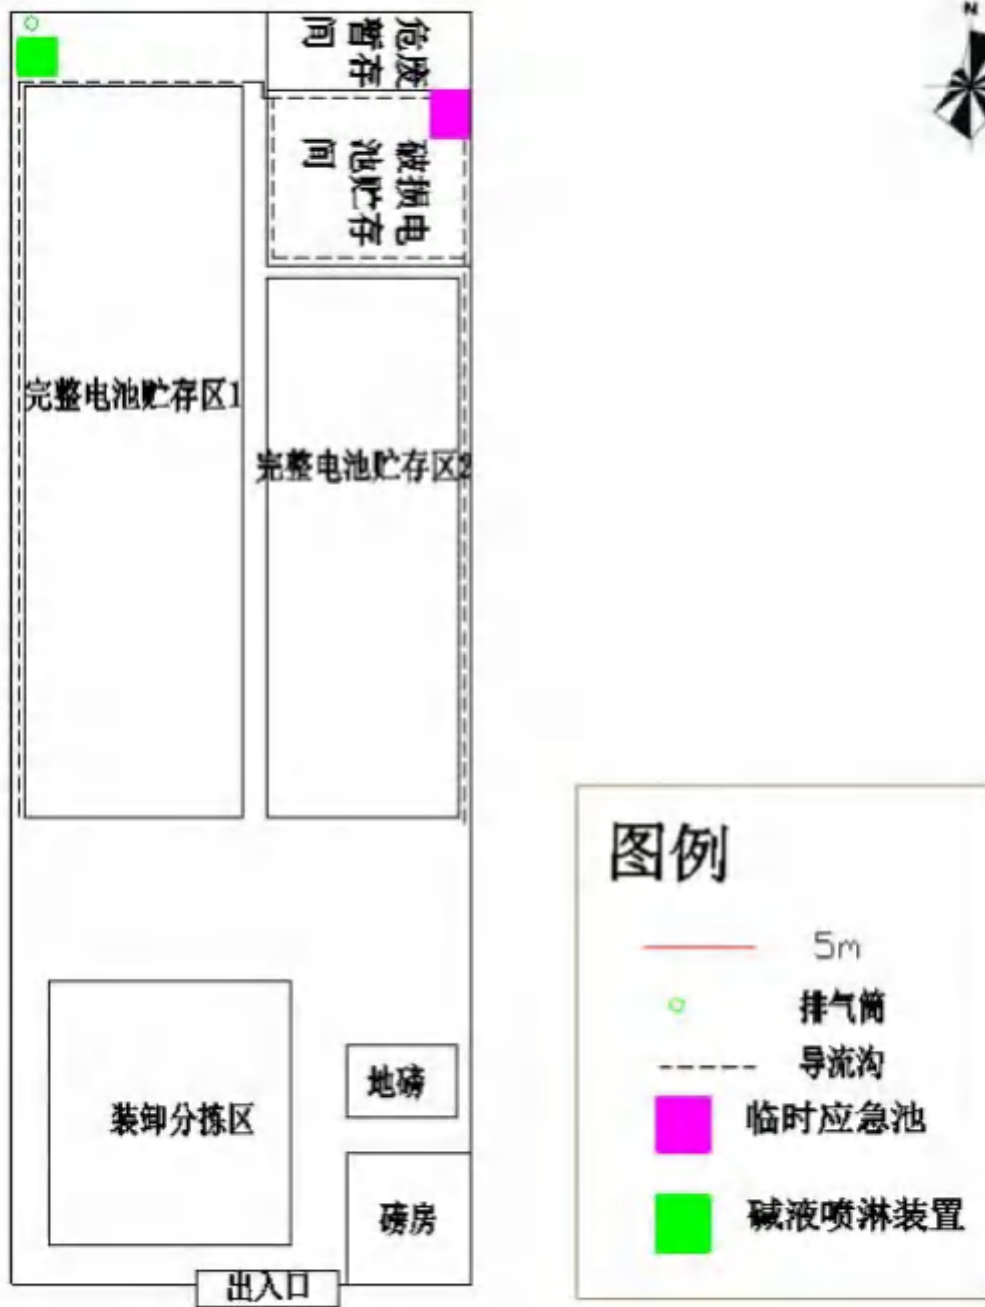 N
危废
暂存
间
破损电
池贮存
间
完整电池贮存区1
完整电池贮存区2
图例
5m
排气筒
导流沟
临时应急池
碱液喷淋装置
装卸分拣区
地磅
磅房
出入口